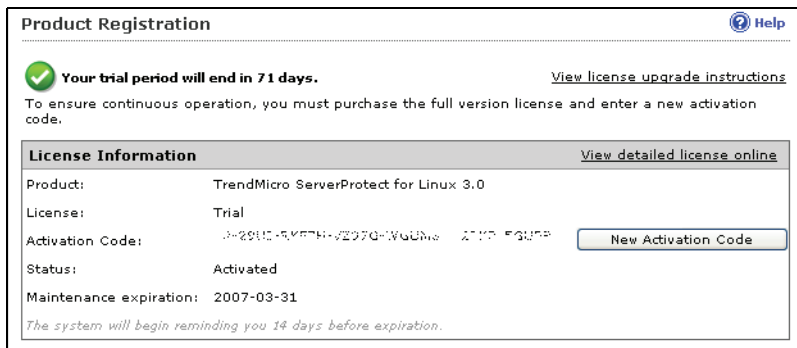 Product Registration
Help
Your trial period will end in 71 days.
View license upgrade instructions
To ensure continuous operation, you must purchase the full version license and enter a new activation
code.
License Information
View detailed license online
Product: TrendMicro ServerProtect for Linux 3.0
License: Trial
Activation Code:
New Activation Code
Status: Activated
Maintenance expiration: 2007-03-31
The system will begin reminding you 14 days before expiration.